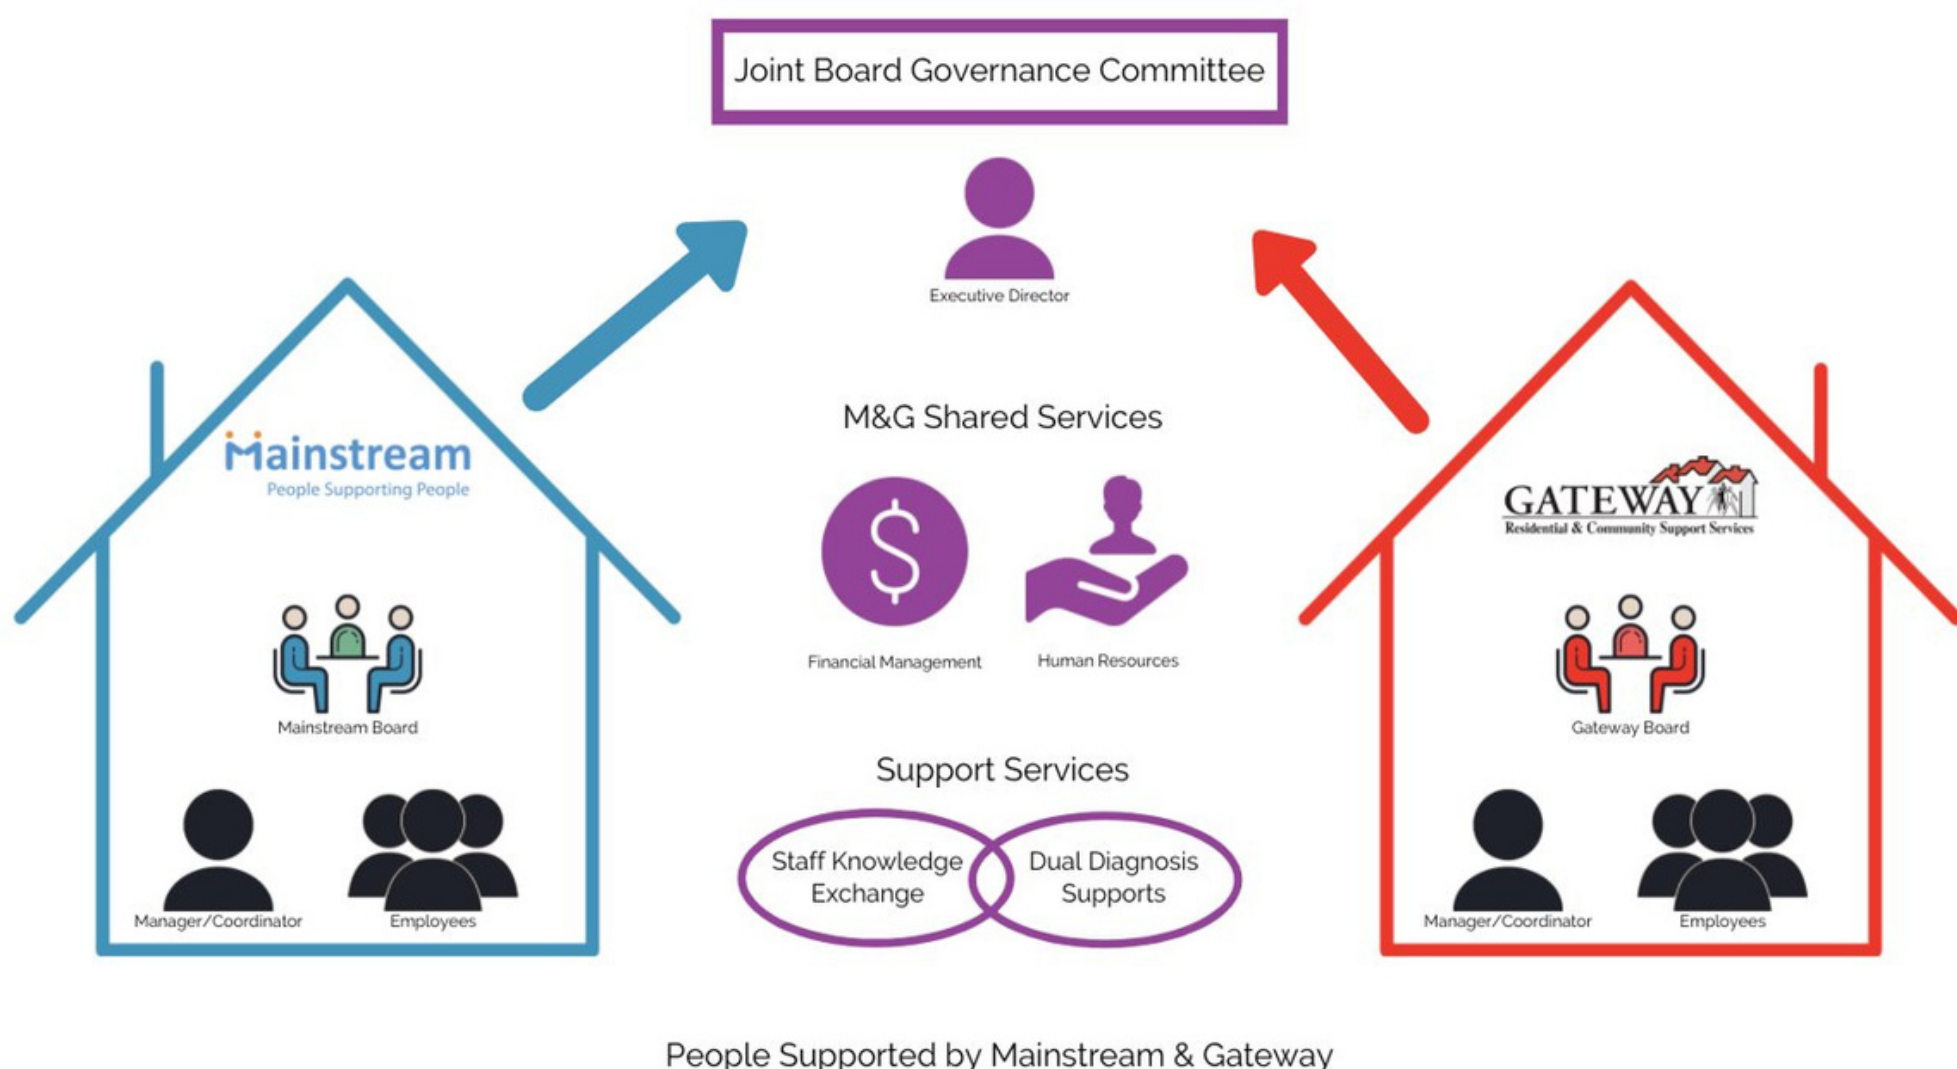 Joint Board Governance Committee
Executive Director
Mainstream
People Supporting People
Mainstream Board
Manager/Coordinator
Employees
M&G Shared Services
$
Financial Management
Human Resources
Support Services
Staff Knowledge
Exchange
Dual Diagnosis
Supports
GATEWAY
Residential & Community Support Services
Gateway Board
Manager/Coordinator
Employees
People Supported by Mainstream & Gateway